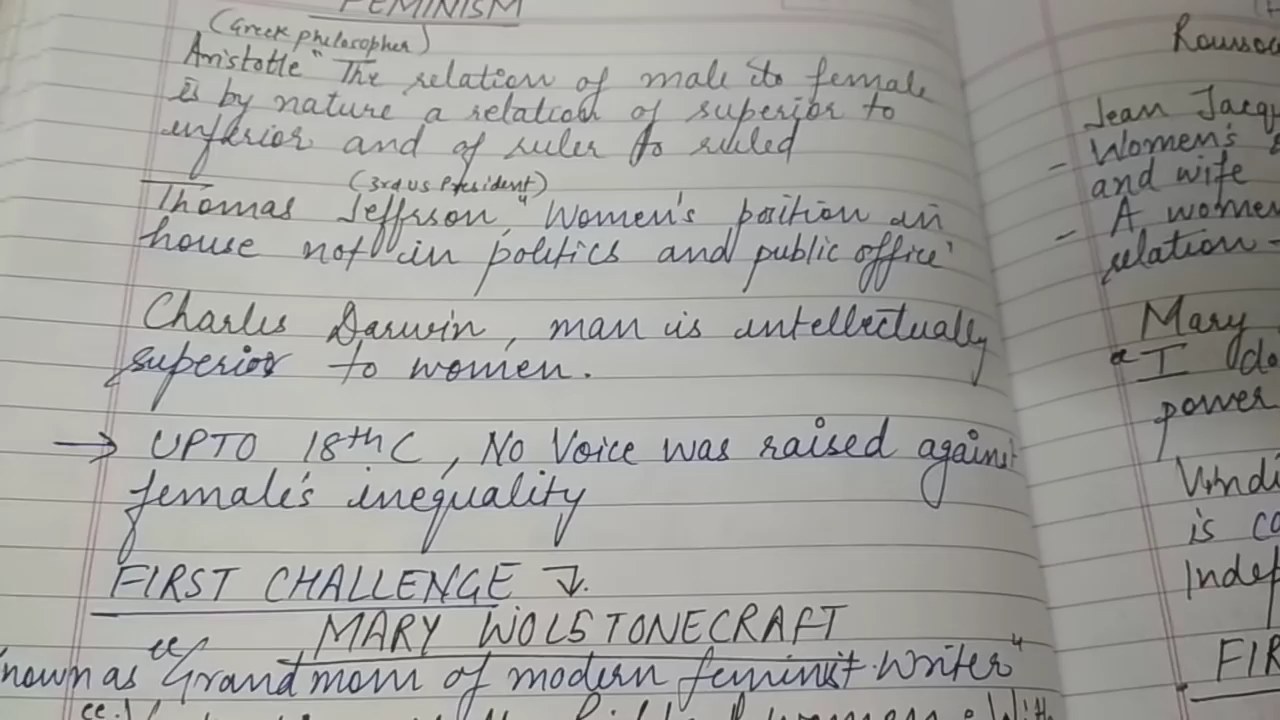 FEMINISM
(Greek philosopher)
Aristotle "The relation of male to female
is by nature a relation of superior to
inferior and of ruler to ruled
(3rd US President)
Thomas Jeffrson, "Women's position in
house not in politics and public office"
Charles Darwin, man is intellectually
superior to women.
→ UPTO 18th C, No Voice was raised against
female's inequality
FIRST CHALLENGE ↴.
MARY WOLSTONECRAFT
known as "Grandmom of modern feminist writer"
Jean Jacq
- Women's
and wife
- A women
relation -
Mary
" I do
power
is co
Indep
FIR